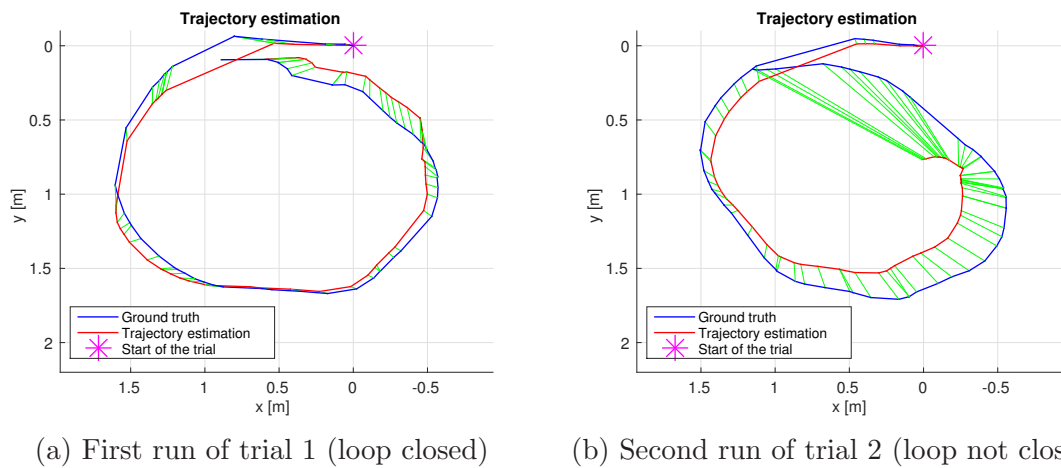 Trajectory estimation
0
0.5
1
1.5
2
y [m]
1.5
1
0.5
0
-0.5
x [m]
Ground truth
Trajectory estimation
Start of the trial
(a) First run of trial 1 (loop closed)
Trajectory estimation
0
0.5
1
1.5
2
y [m]
1.5
1
0.5
0
-0.5
x [m]
Ground truth
Trajectory estimation
Start of the trial
(b) Second run of trial 2 (loop not clos